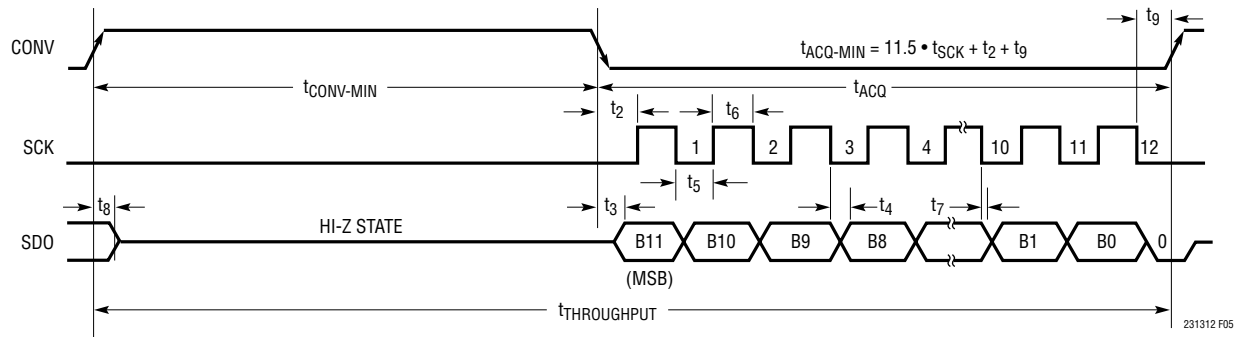 t9
CONV
tACQ-MIN = 11.5 • tSCK + t2 + t9
tCONV-MIN
tACQ
t2
t6
SCK
1 2 3 4 10 11 12
t5
t8
t3
t4
t7
SDO
HI-Z STATE
B11 B10 B9 B8 B1 B0 0
(MSB)
tTHROUGHPUT
231312 F05